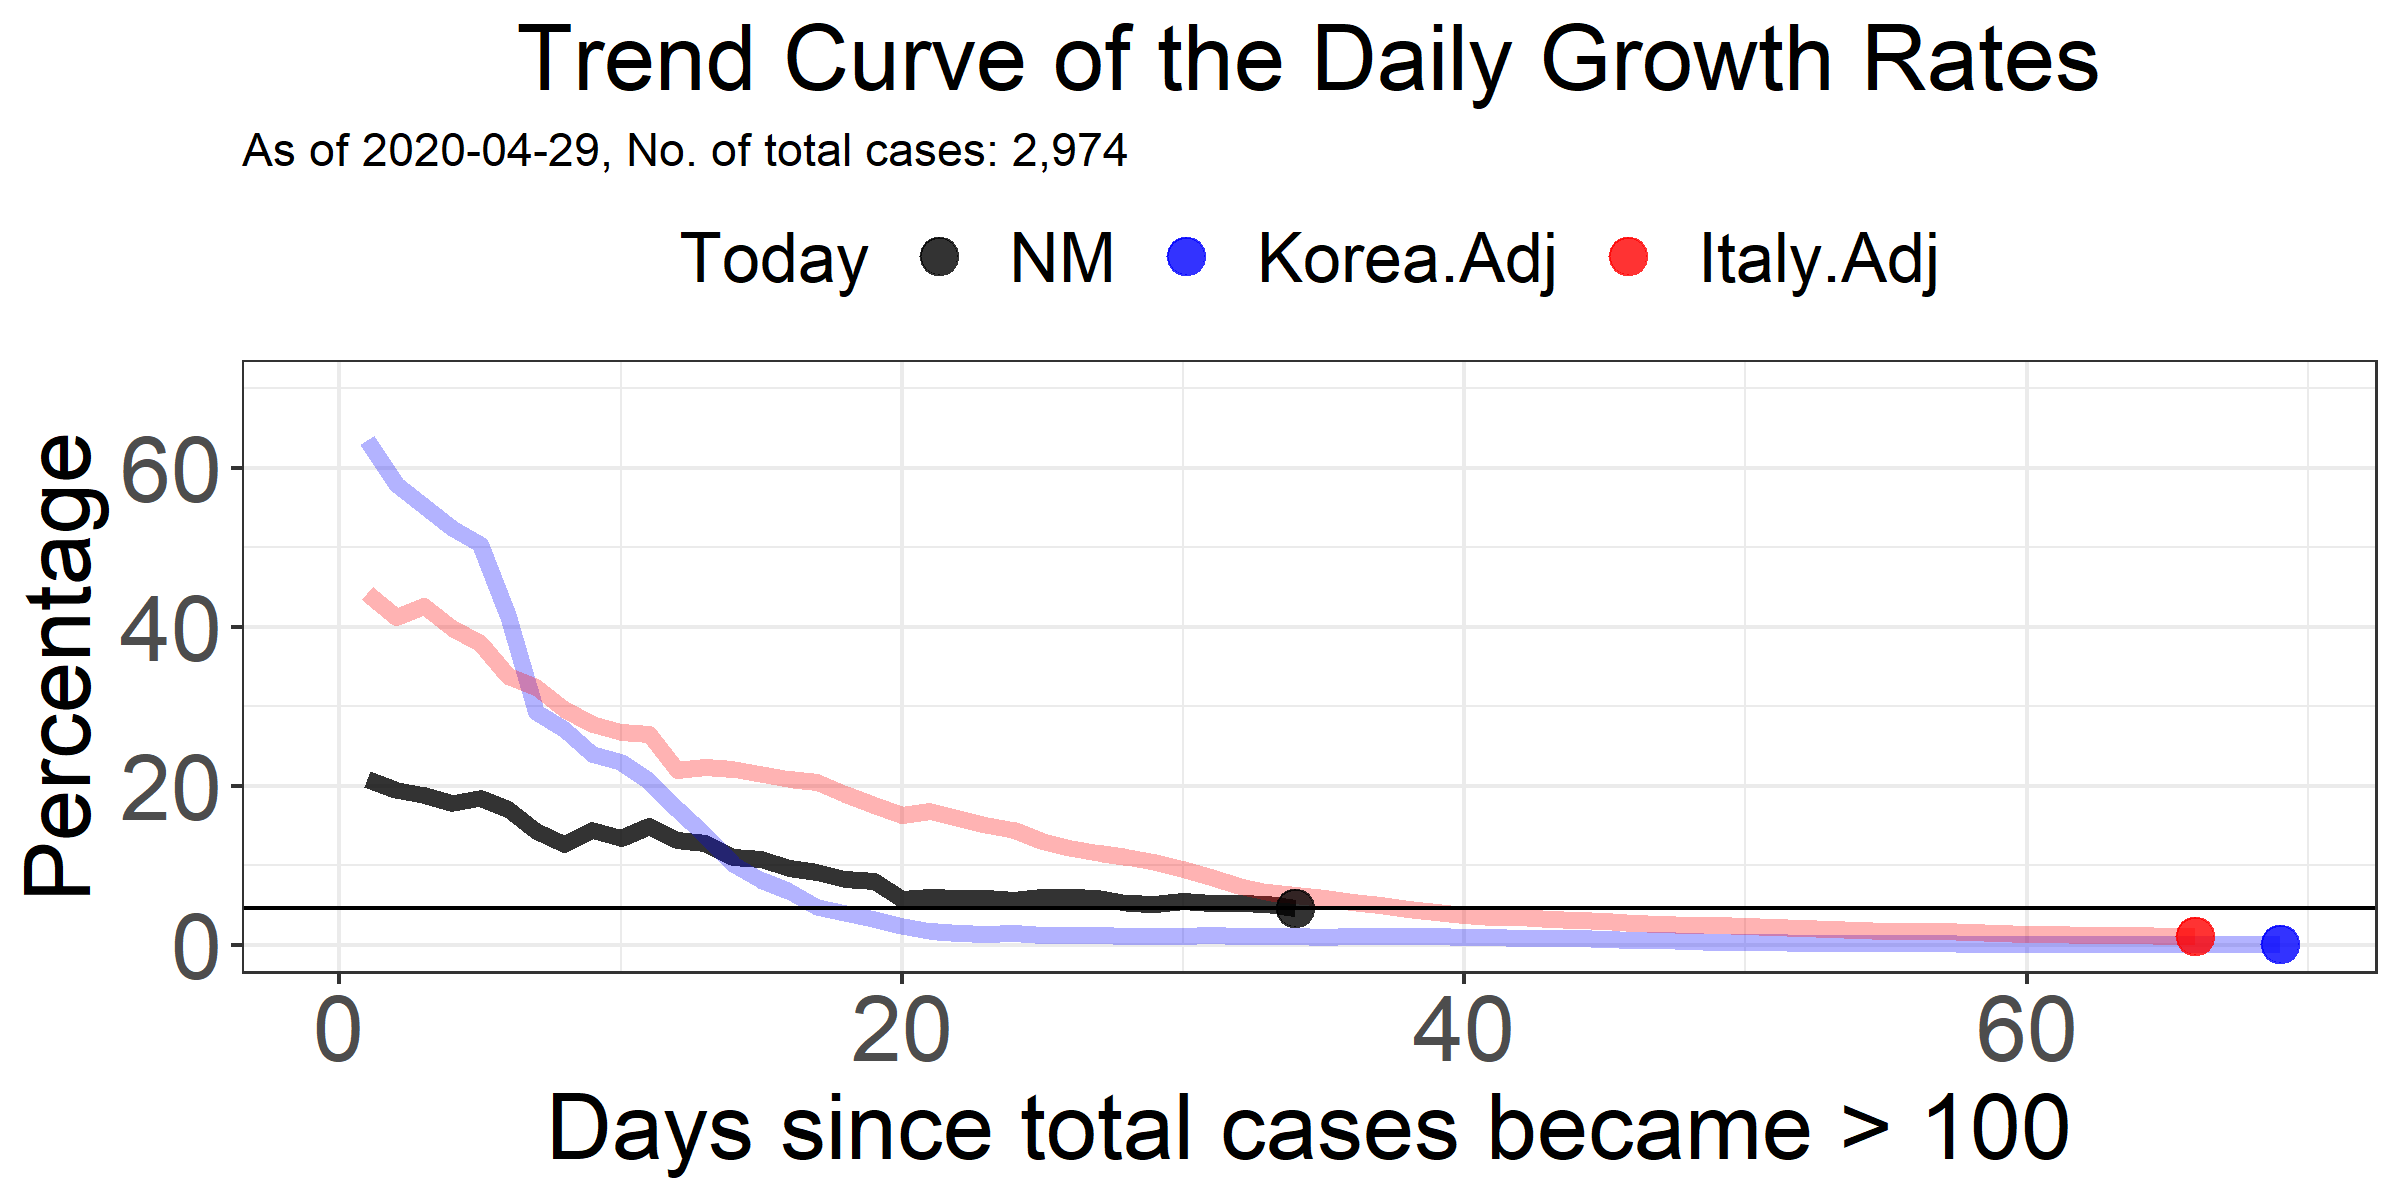 Trend Curve of the Daily Growth Rates
As of 2020-04-29, No. of total cases: 2,974
Today NM Korea.Adj Italy.Adj
Percentage
60
40
20
0
0 20 40 60
Days since total cases became > 100